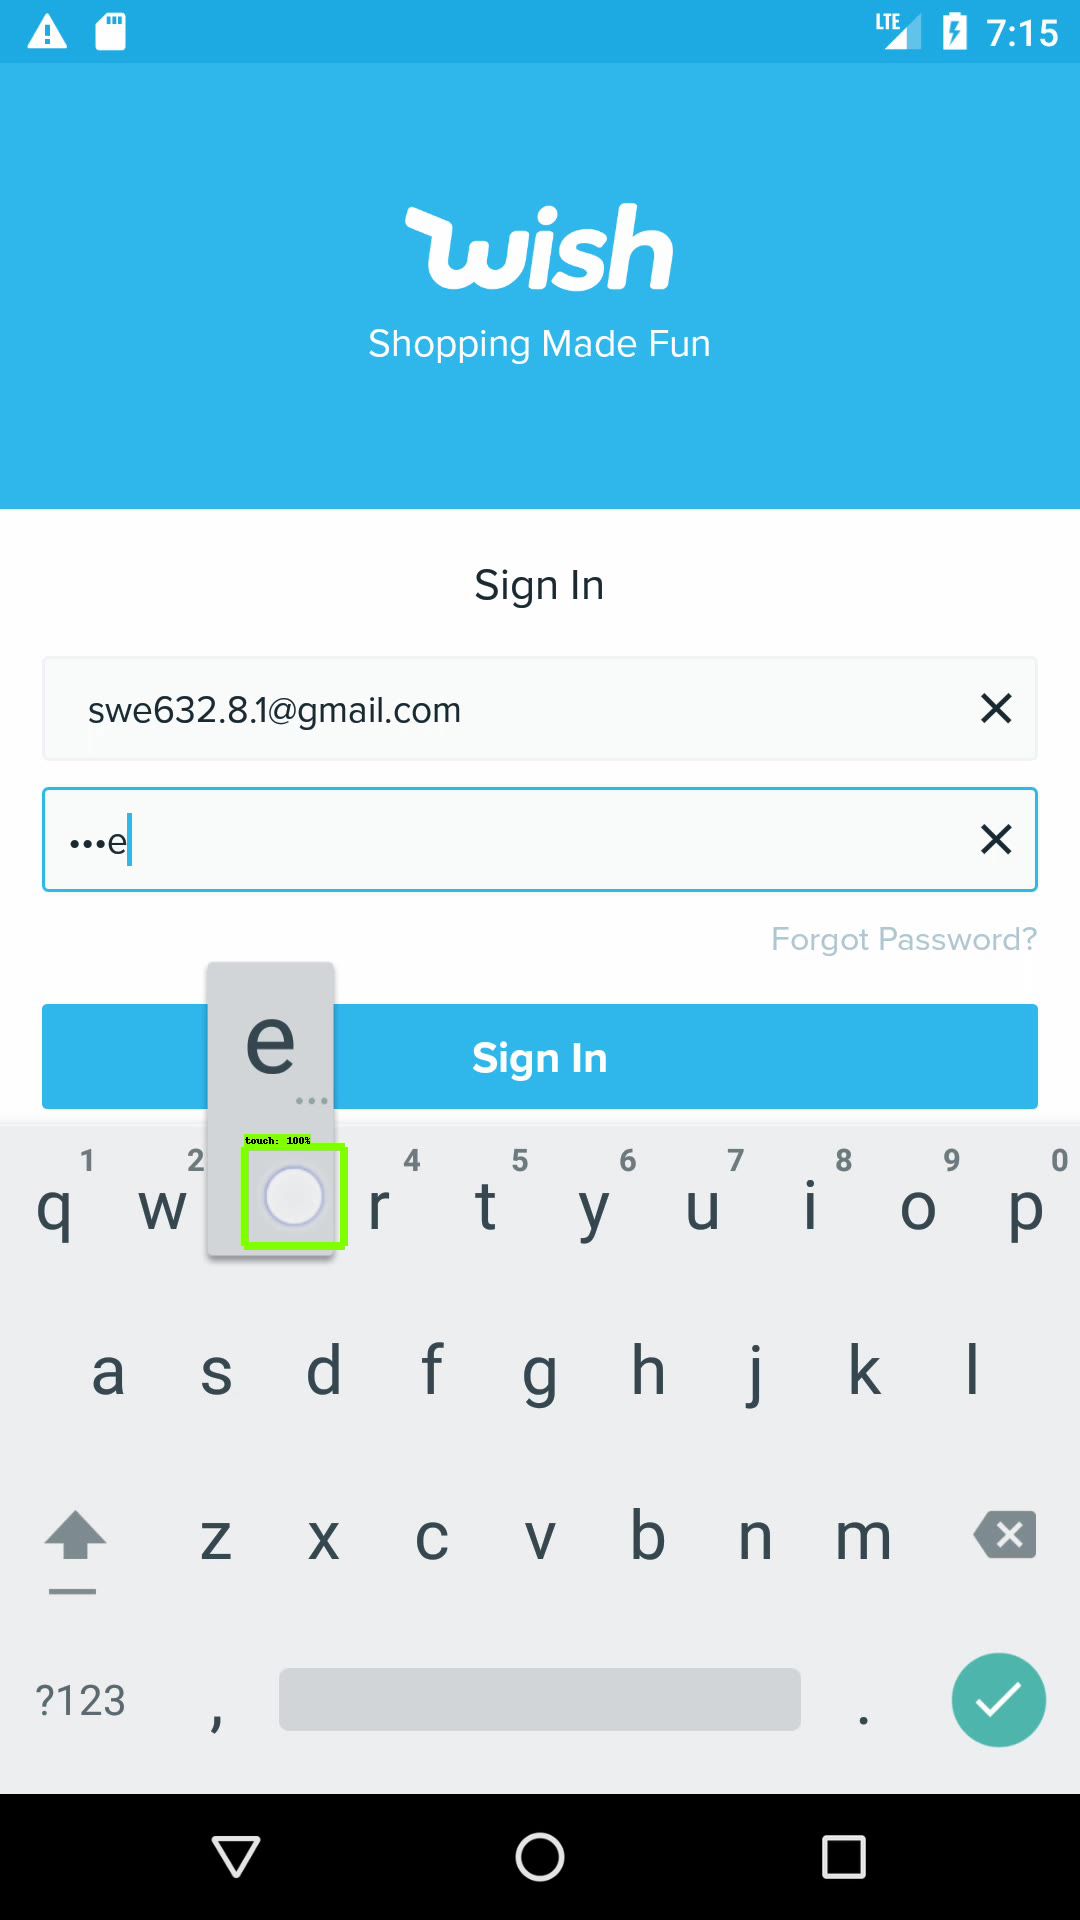 LTE 7:15
wish
Shopping Made Fun
Sign In
swe632.8.1@gmail.com
•••e
Forgot Password?
Sign In
e
...
touch: 100%
1 2 4 5 6 7 8 9 0
q w r t y u i o p
a s d f g h j k l
z x c v b n m
?123 , .